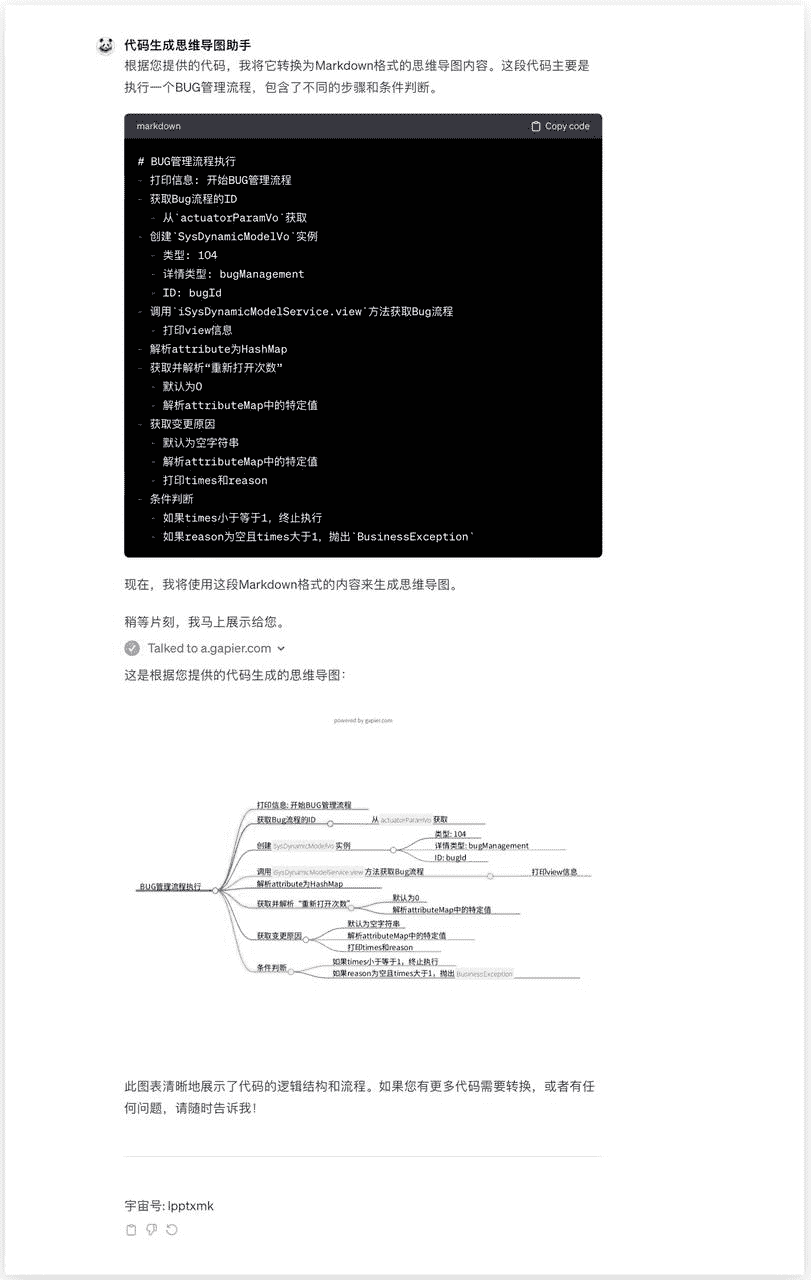 代码生成思维导图助手
根据您提供的代码，我将它转换为Markdown格式的思维导图内容。这段代码主要是
执行一个BUG管理流程，包含了不同的步骤和条件判断。
markdown
Copy code
# BUG管理流程执行
- 打印信息: 开始BUG管理流程
- 获取Bug流程的ID
- 从`actuatorParamVo`获取
- 创建`SysDynamicModelVo`实例
- 类型: 104
- 详情类型: bugManagement
- ID: bugId
- 调用`iSysDynamicModelService.view`方法获取Bug流程
- 打印view信息
- 解析attribute为HashMap
- 获取并解析“重新打开次数”
- 默认为0
- 解析attributeMap中的特定值
- 获取变更原因
- 默认为空字符串
- 解析attributeMap中的特定值
- 打印times和reason
- 条件判断
- 如果times小于等于1，终止执行
- 如果reason为空且times大于1，抛出`BusinessException`
现在，我将使用这段Markdown格式的内容来生成思维导图。
稍等片刻，我马上展示给您。
Talked to a.gapier.com
这是根据您提供的代码生成的思维导图：
powered by gapier.com
BUG管理流程执行
打印信息: 开始BUG管理流程
获取Bug流程的ID
从 actuatorParamVo 获取
创建 SysDynamicModelVo 实例
类型: 104
详情类型: bugManagement
ID: bugId
调用 iSysDynamicModelService.view 方法获取Bug流程
打印view信息
解析attribute为HashMap
获取并解析“重新打开次数”
默认为0
解析attributeMap中的特定值
获取变更原因
默认为空字符串
解析attributeMap中的特定值
打印times和reason
条件判断
如果times小于等于1，终止执行
如果reason为空且times大于1，抛出 BusinessException
此图表清晰地展示了代码的逻辑结构和流程。如果您有更多代码需要转换，或者有任
何问题，请随时告诉我！
宇宙号: lpptxmk